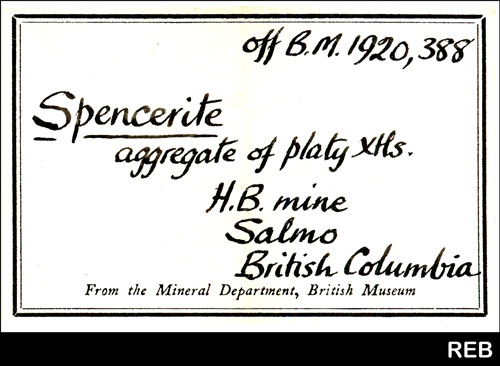 off B.M. 1920,388
Spencerite
aggregate of platy xtls.
H.B. mine
Salmo
British Columbia
From the Mineral Department, British Museum
REB